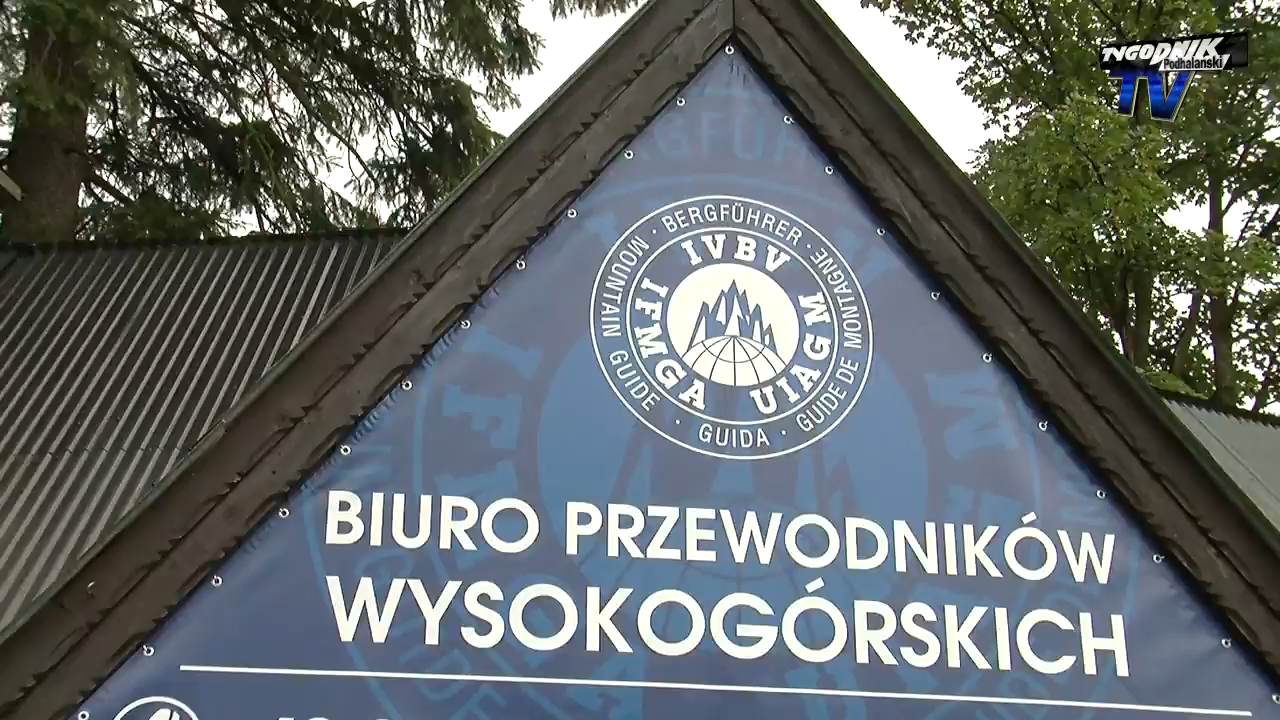 TYGODNIK
Podhalański
TV
· BERGFÜHRER ·
MOUNTAIN GUIDE · GUIDA · GUIDE DE MONTAGNE
IVBV
IFMGA
UIAGM
BIURO PRZEWODNIKÓW
WYSOKOGÓRSKICH